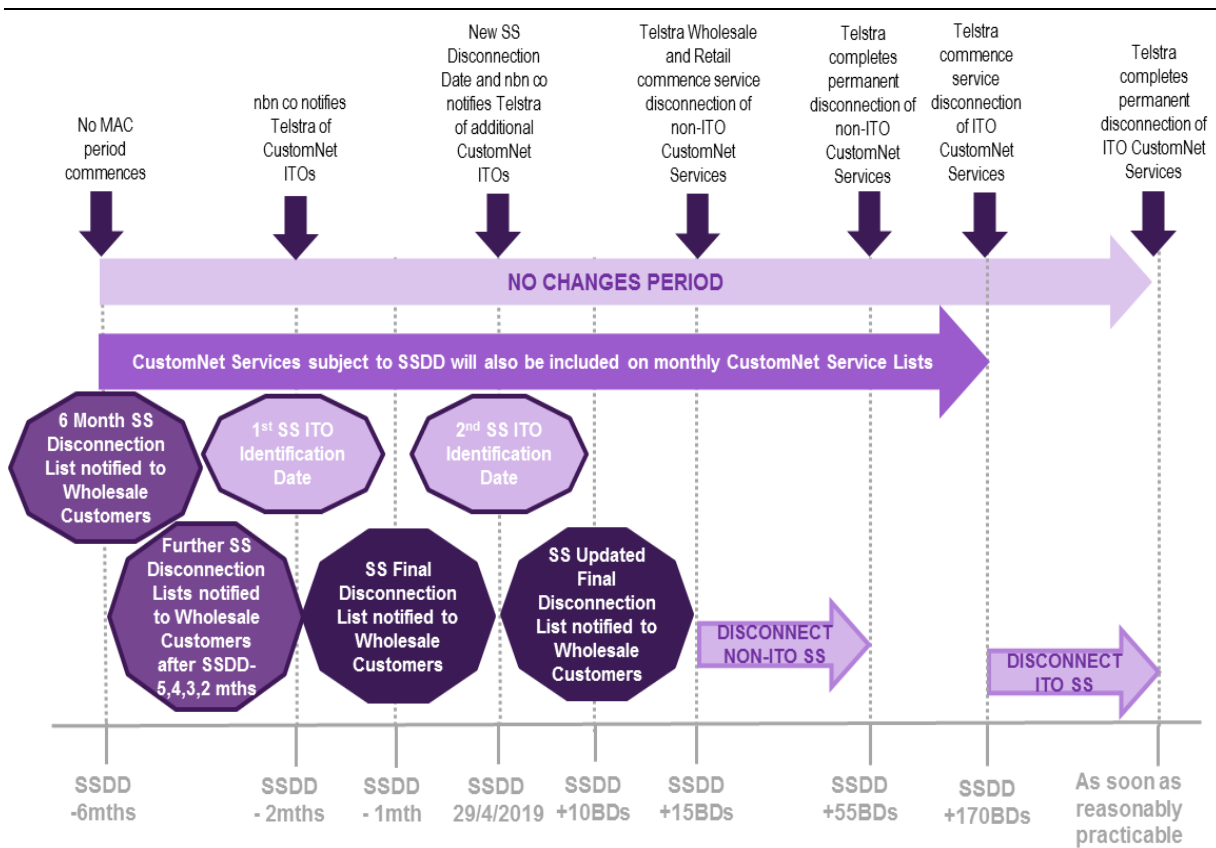 No MAC
period
commences
nbn co notifies
Telstra of
CustomNet
ITOs
New SS
Disconnection
Date and nbn co
notifies Telstra
of additional
CustomNet
ITOs
Telstra Wholesale
and Retail
commence service
disconnection of
non-ITO
CustomNet
Services
Telstra
completes
permanent
disconnection of
non-ITO
CustomNet
Services
Telstra
commence
service
disconnection
of ITO
CustomNet
Services
Telstra
completes
permanent
disconnection of
ITO CustomNet
Services
NO CHANGES PERIOD
CustomNet Services subject to SSDD will also be included on monthly CustomNet Service Lists
6 Month SS
Disconnection
List notified to
Wholesale
Customers
1st SS ITO
Identification
Date
2nd SS ITO
Identification
Date
Further SS
Disconnection
Lists notified
to Wholesale
Customers
after SSDD-
5,4,3,2 mths
SS Final
Disconnection
List notified to
Wholesale
Customers
SS Updated
Final
Disconnection
List notified to
Wholesale
Customers
DISCONNECT
NON-ITO SS
DISCONNECT
ITO SS
SSDD
-6mths
SSDD
- 2mths
SSDD
- 1mth
SSDD
29/4/2019
SSDD
+10BDs
SSDD
+15BDs
SSDD
+55BDs
SSDD
+170BDs
As soon as
reasonably
practicable